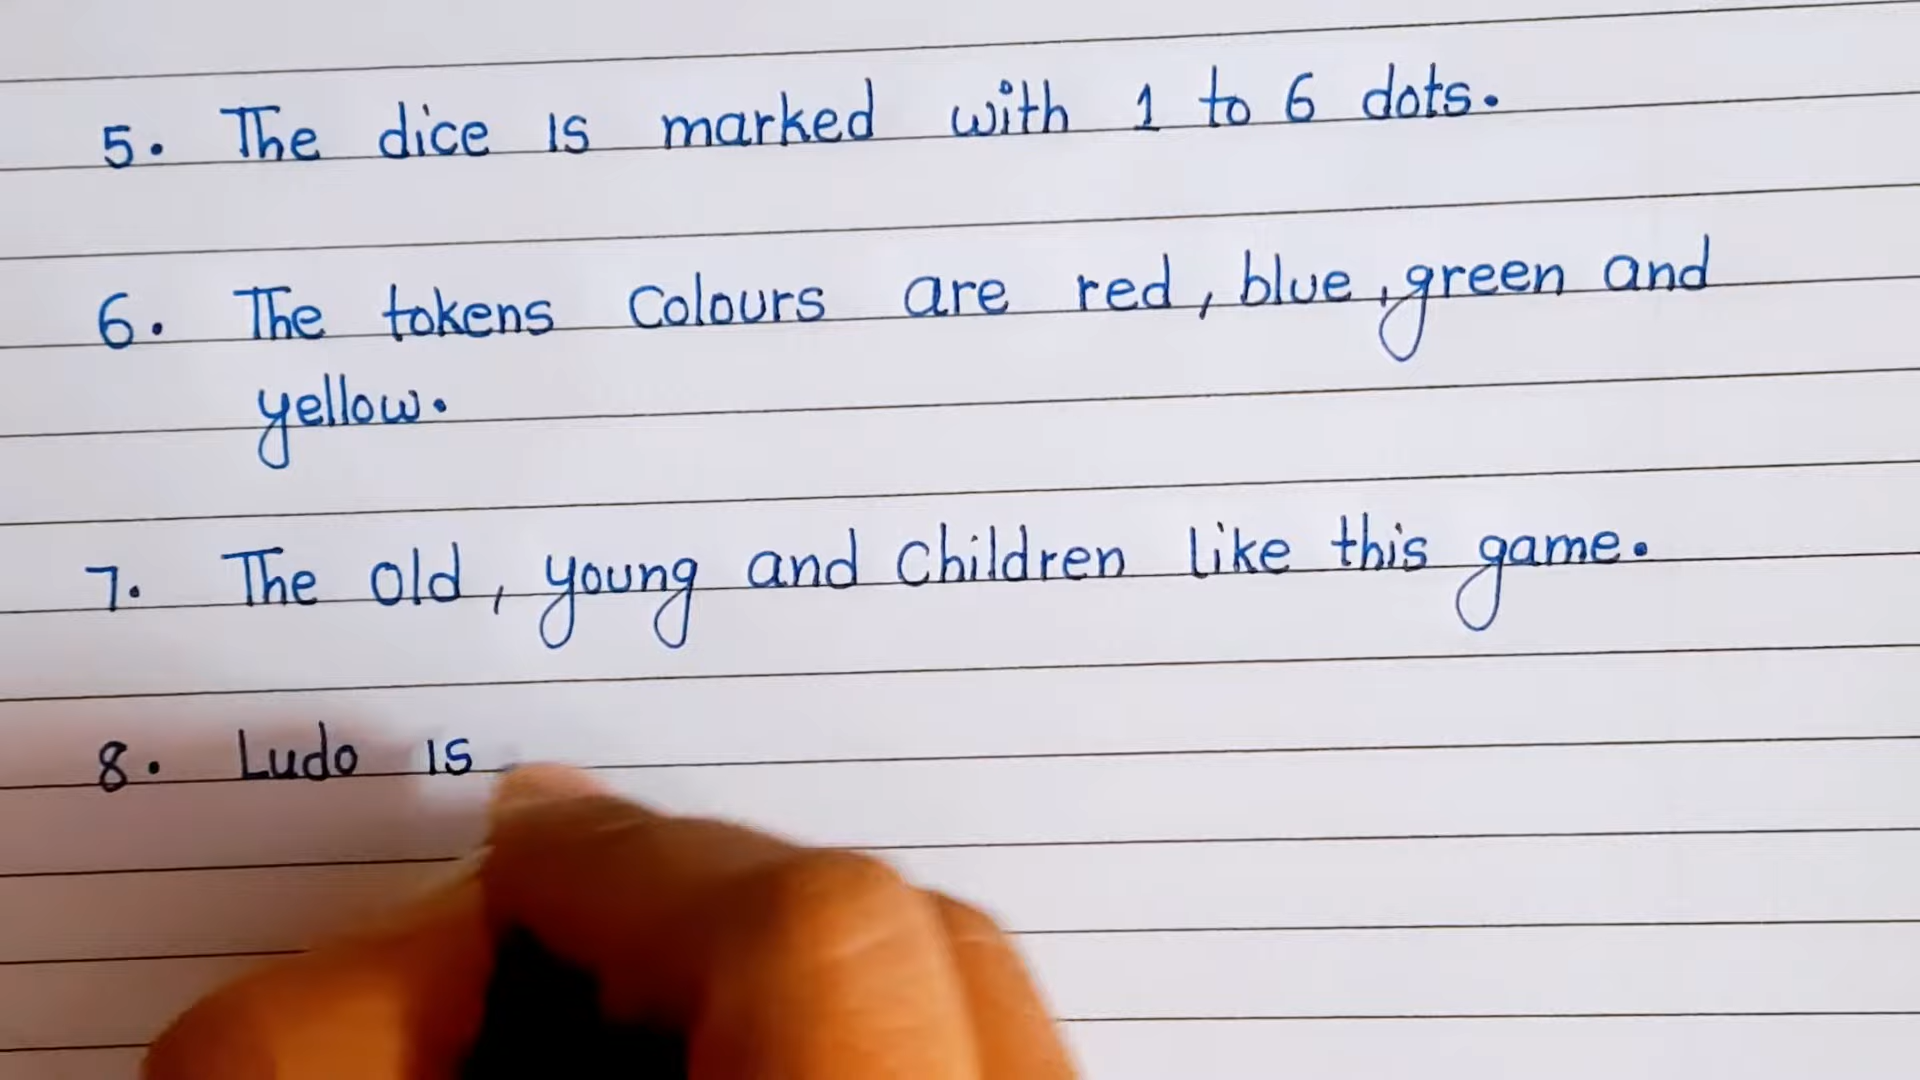 5. The dice is marked with 1 to 6 dots.
6. The tokens colours are red, blue, green and
yellow.
7. The old, young and children like this game.
8. Ludo is